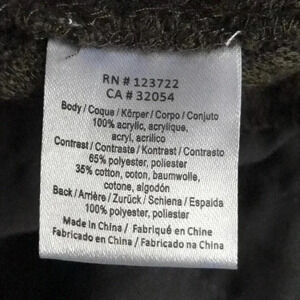 RN # 123722
CA # 32054
Body / Coqua / Körper / Corpo / Conjuto
100% acrylic, acrylique,
acryl, acrilico
Contrast / Contraste / Kontrast / Contrasto
65% polyester, poliester
35% cotton, coton, baumwolle,
cotone, algodón
Back / Arrière / Zurück / Schiena / Espalda
100% polyester, poliester
Made in China / Fabriqué en China
Fabricado en China / Fabricado na China